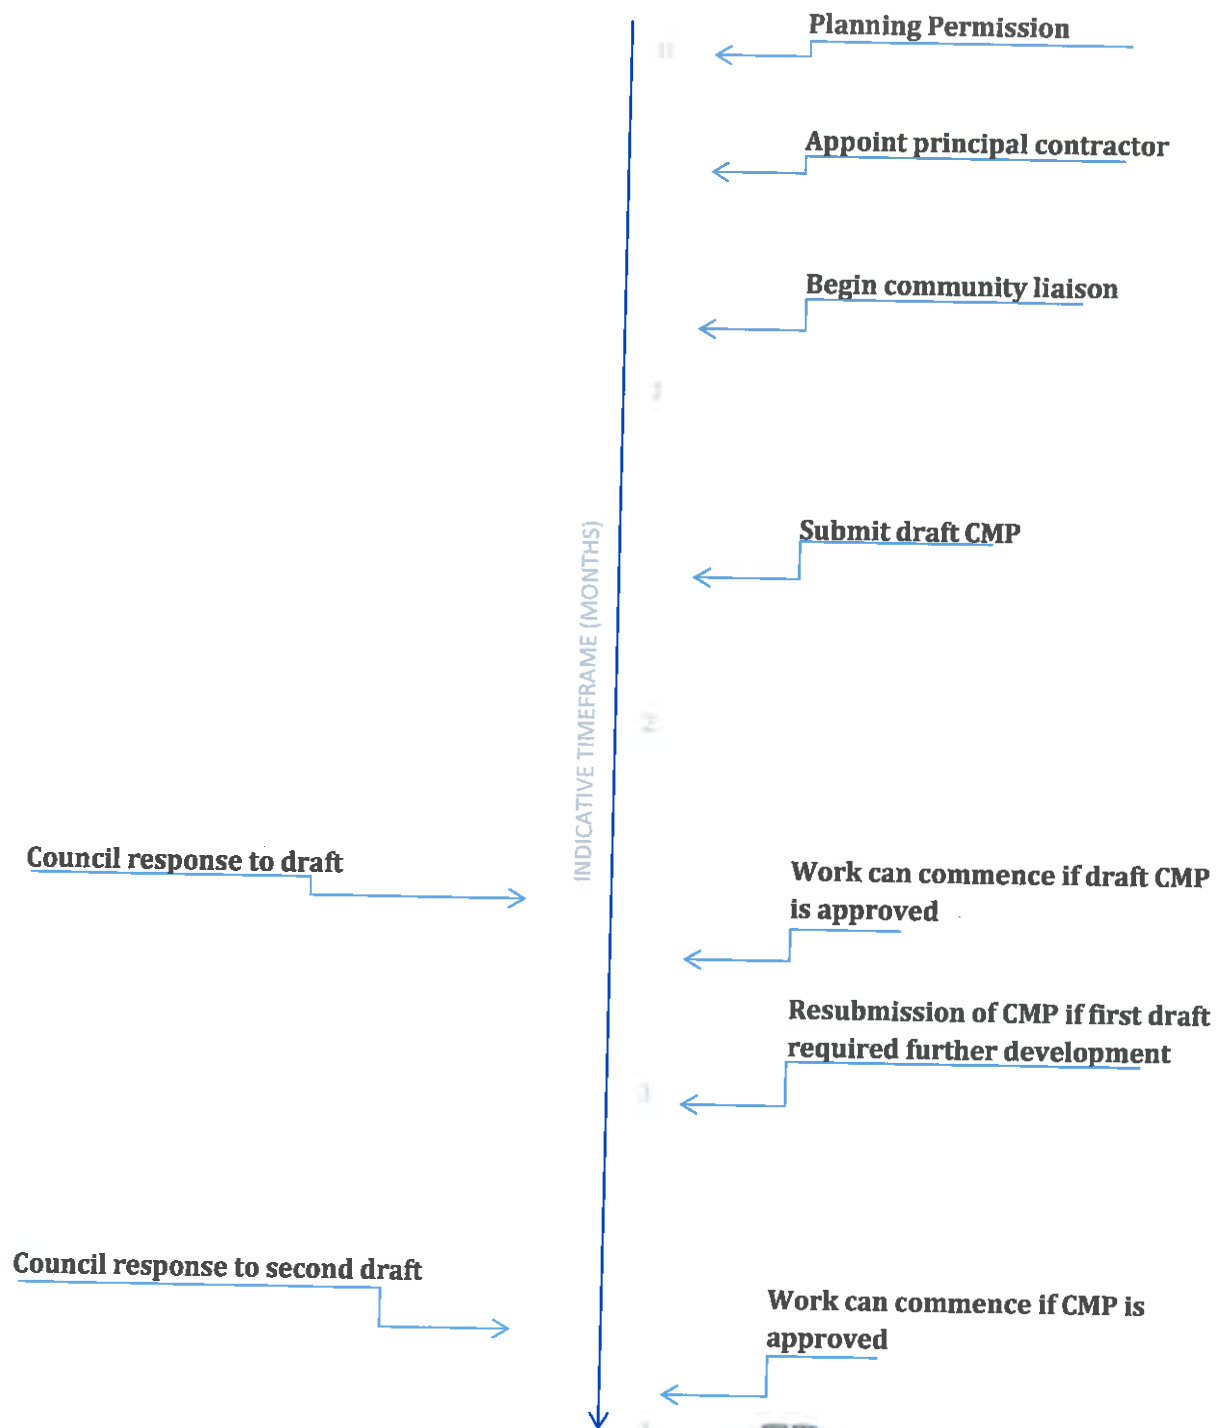 Planning Permission
Appoint principal contractor
Begin community liaison
Submit draft CMP
INDICATIVE TIMEFRAME (MONTHS)
Council response to draft
Work can commence if draft CMP
is approved
Resubmission of CMP if first draft
required further development
Council response to second draft
Work can commence if CMP is
approved